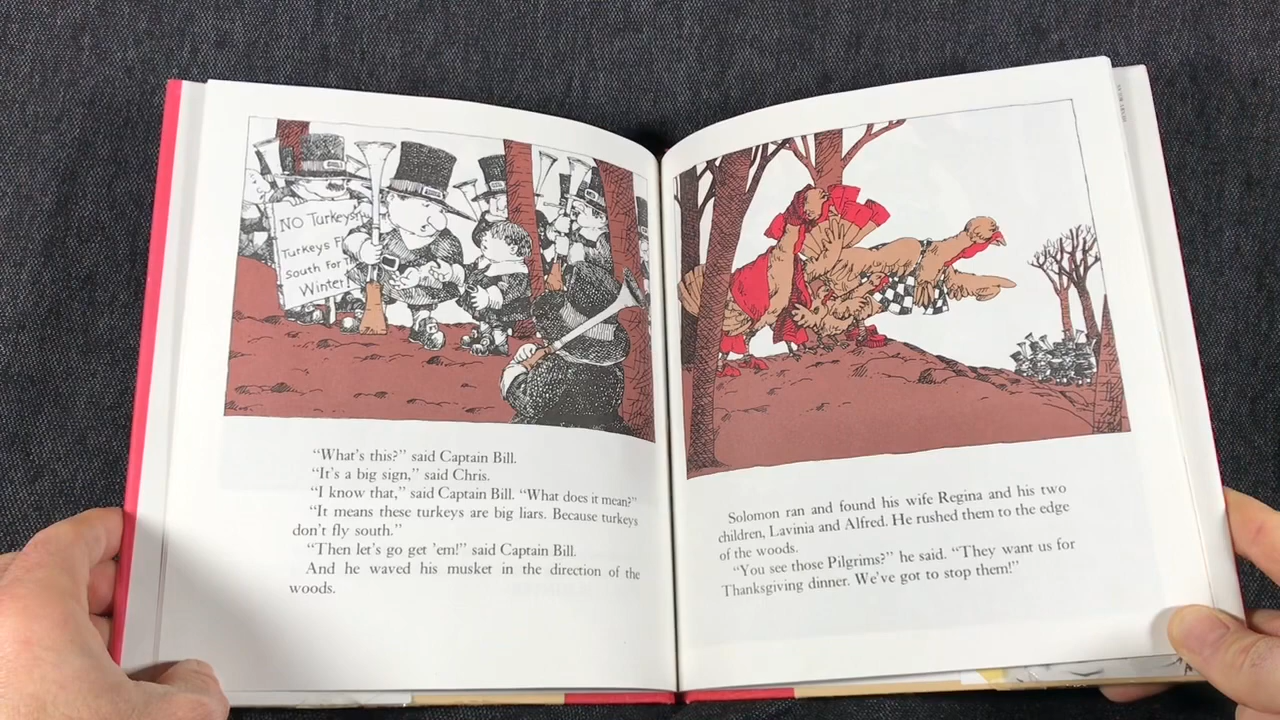 NO Turkeys!
Turkeys
South For
Winter!
“What's this?” said Captain Bill.
“It's a big sign,” said Chris.
“I know that,” said Captain Bill. “What does it mean?”
“It means these turkeys are big liars. Because turkeys
don't fly south.”
“Then let's go get 'em!” said Captain Bill.
And he waved his musket in the direction of the
woods.
Solomon ran and found his wife Regina and his two
children, Lavinia and Alfred. He rushed them to the edge
of the woods.
“You see those Pilgrims?” he said. “They want us for
Thanksgiving dinner. We've got to stop them!”